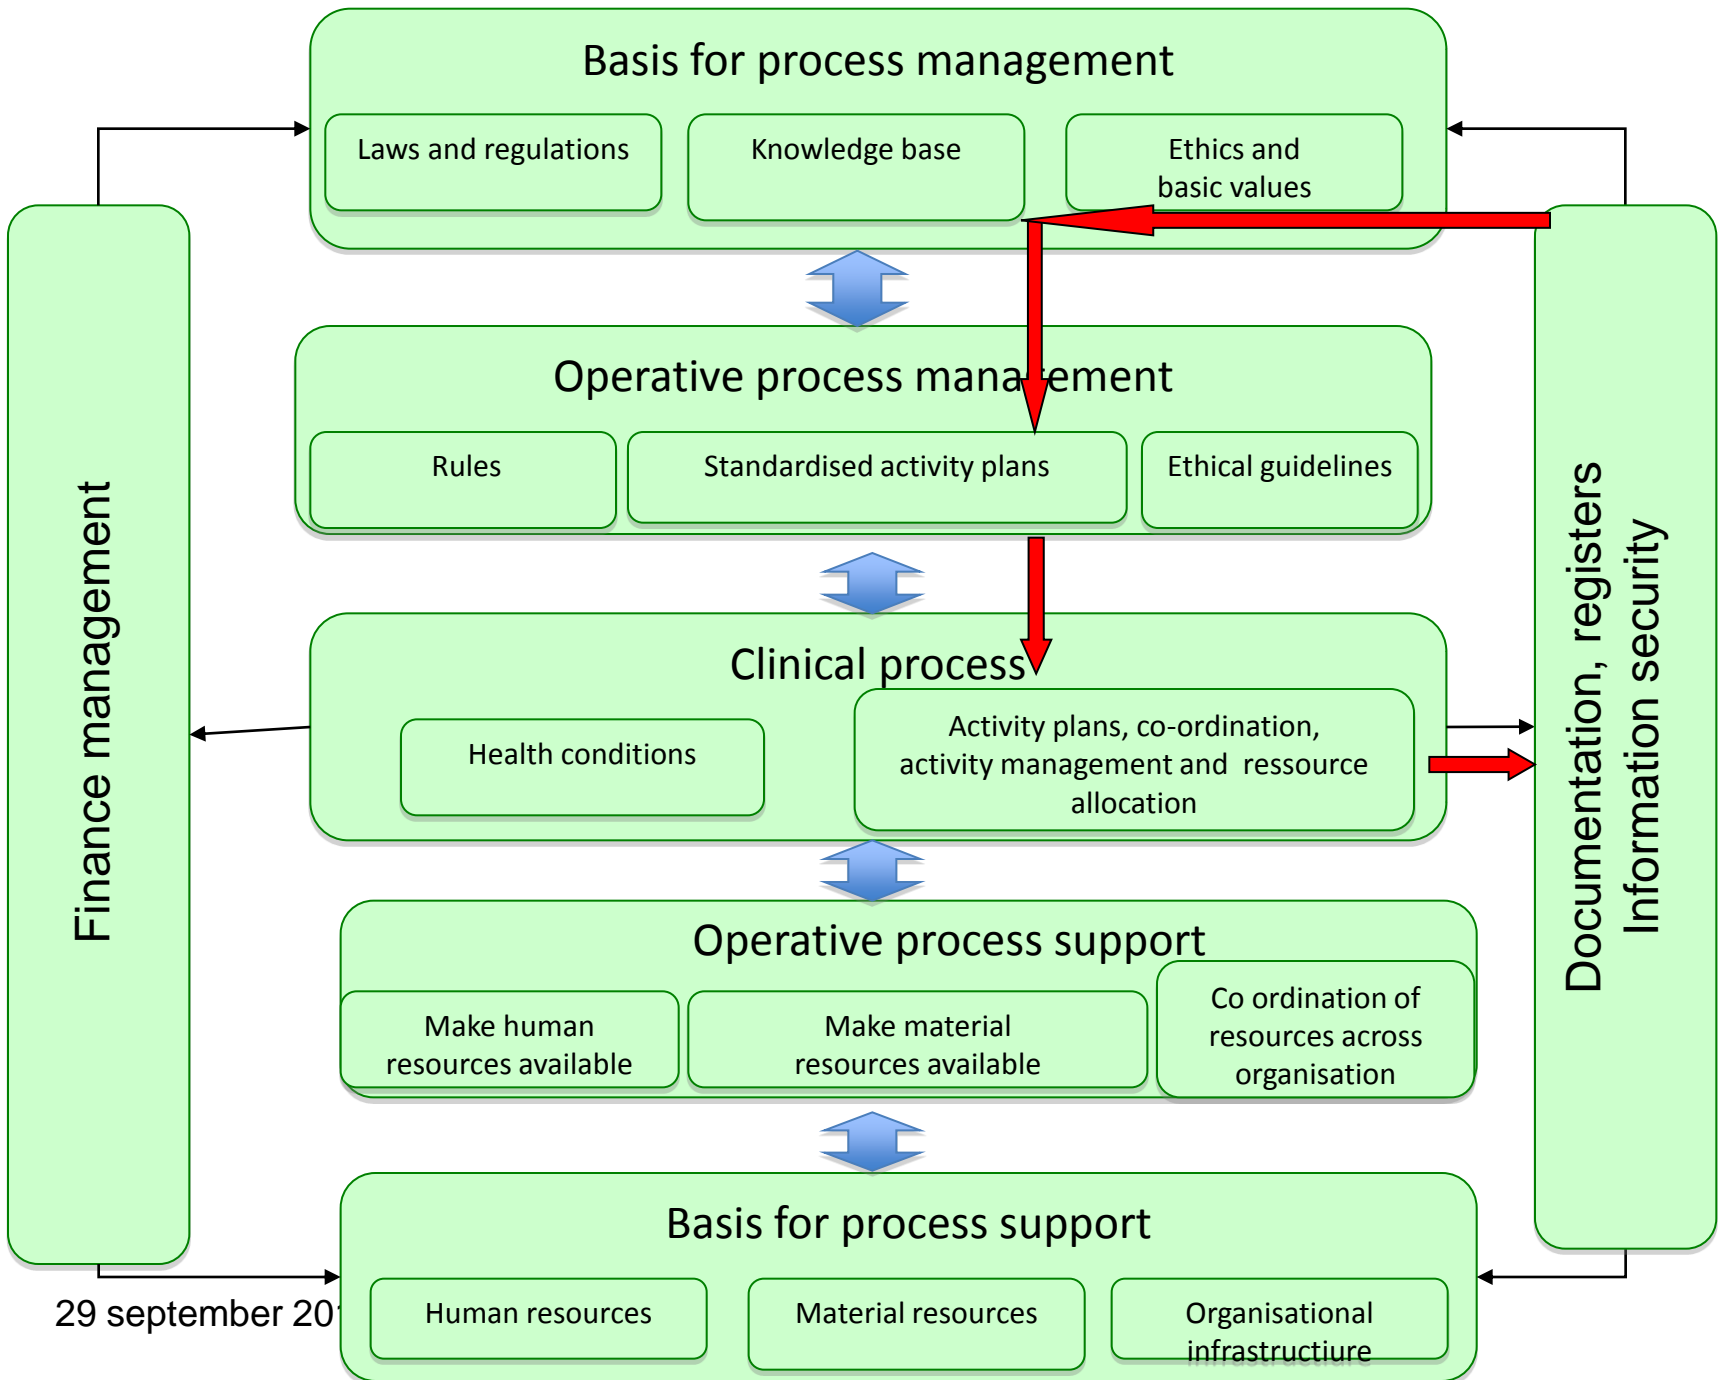 Basis for process management
Laws and regulations
Knowledge base
Ethics and
basic values
Operative process management
Rules
Standardised activity plans
Ethical guidelines
Clinical process
Health conditions
Activity plans, co-ordination,
activity management and ressource
allocation
Operative process support
Make human
resources available
Make material
resources available
Co ordination of
resources across
organisation
Basis for process support
Human resources
Material resources
Organisational
infrastructiure
Finance management
Documentation, registers
Information security
29 september